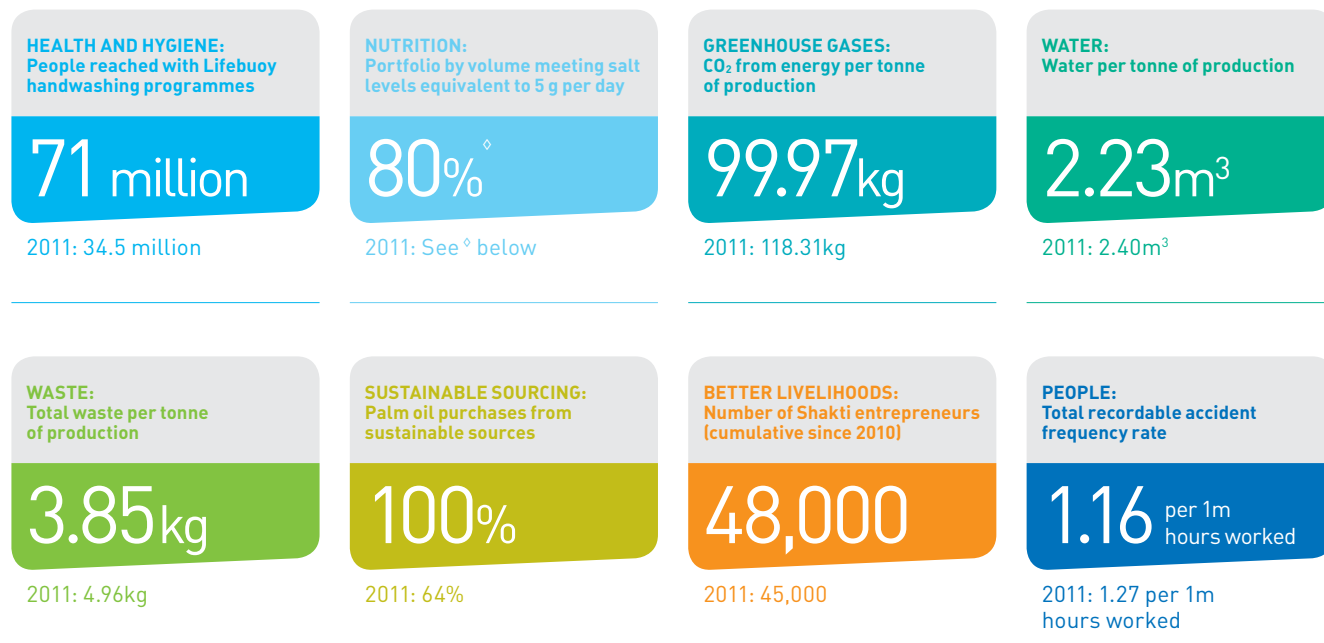 HEALTH AND HYGIENE:
People reached with Lifebuoy
handwashing programmes
71 million
2011: 34.5 million
NUTRITION:
Portfolio by volume meeting salt
levels equivalent to 5 g per day
80%◊
2011: See ◊ below
GREENHOUSE GASES:
CO₂ from energy per tonne
of production
99.97kg
2011: 118.31kg
WATER:
Water per tonne of production
2.23m³
2011: 2.40m³
WASTE:
Total waste per tonne
of production
3.85kg
2011: 4.96kg
SUSTAINABLE SOURCING:
Palm oil purchases from
sustainable sources
100%
2011: 64%
BETTER LIVELIHOODS:
Number of Shakti entrepreneurs
(cumulative since 2010)
48,000
2011: 45,000
PEOPLE:
Total recordable accident
frequency rate
1.16 per 1m
hours worked
2011: 1.27 per 1m
hours worked